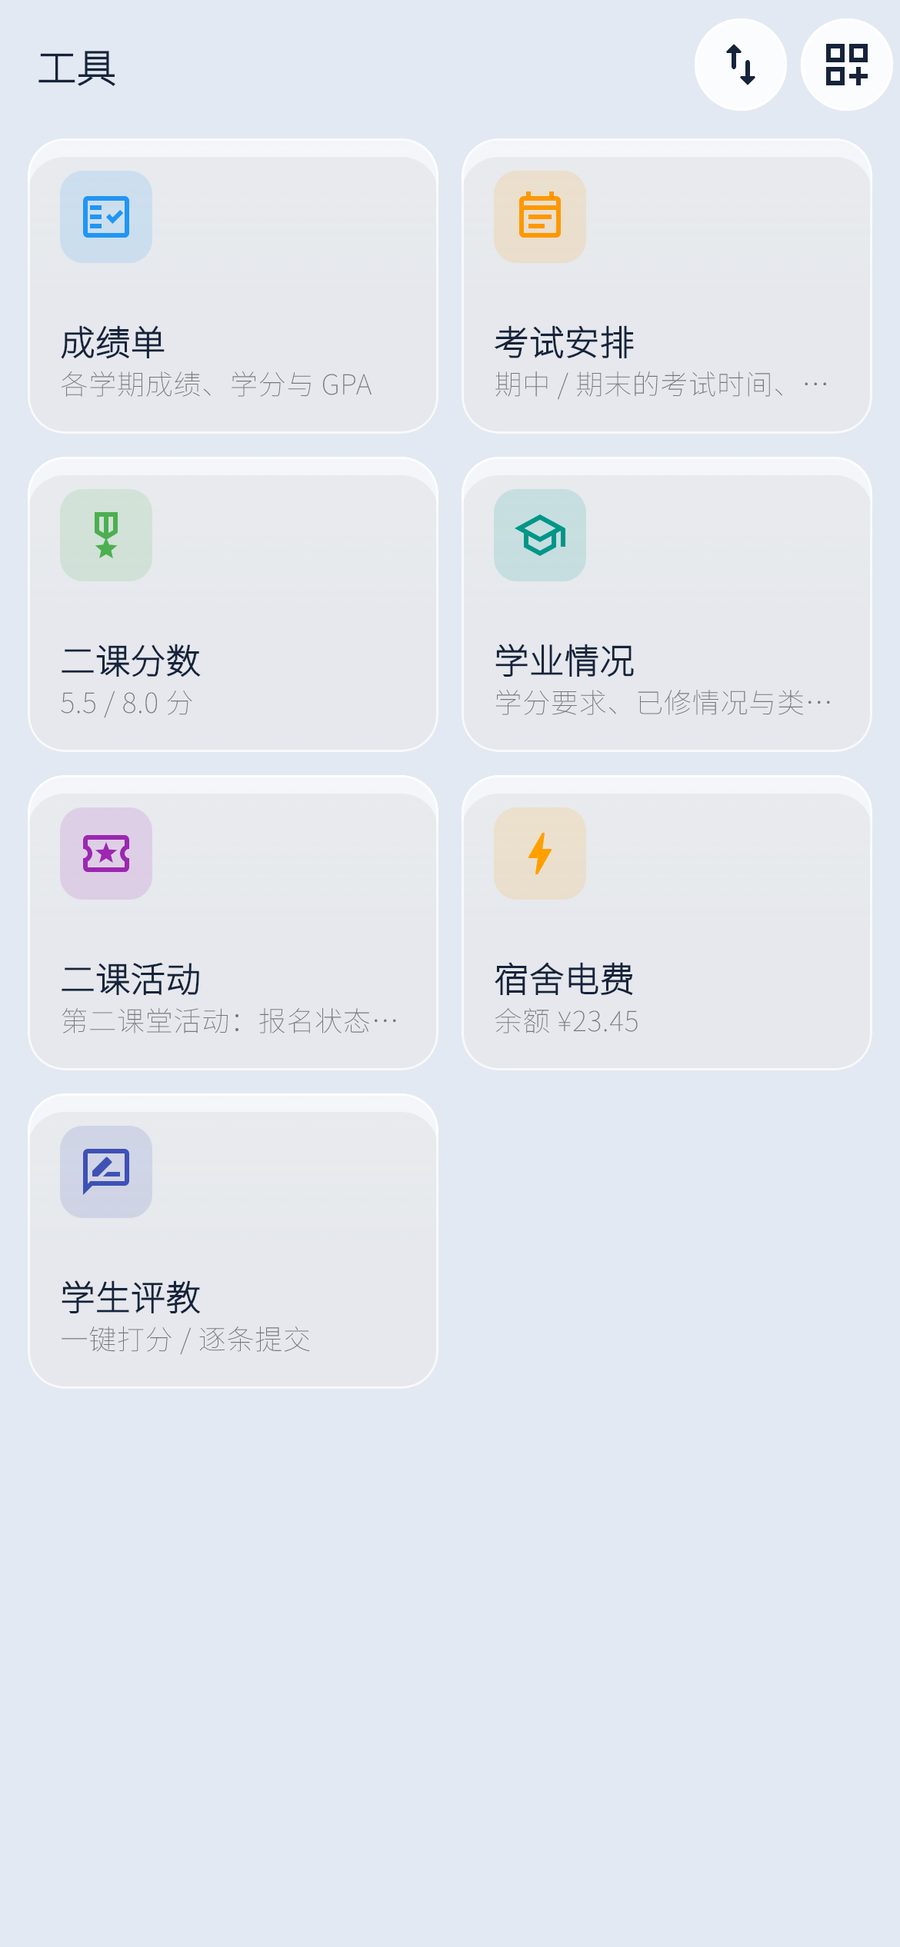 工具
成绩单
各学期成绩、学分与 GPA
考试安排
期中 / 期末的考试时间、…
二课分数
5.5 / 8.0 分
学业情况
学分要求、已修情况与类…
二课活动
第二课堂活动：报名状态…
宿舍电费
余额 ¥23.45
学生评教
一键打分 / 逐条提交